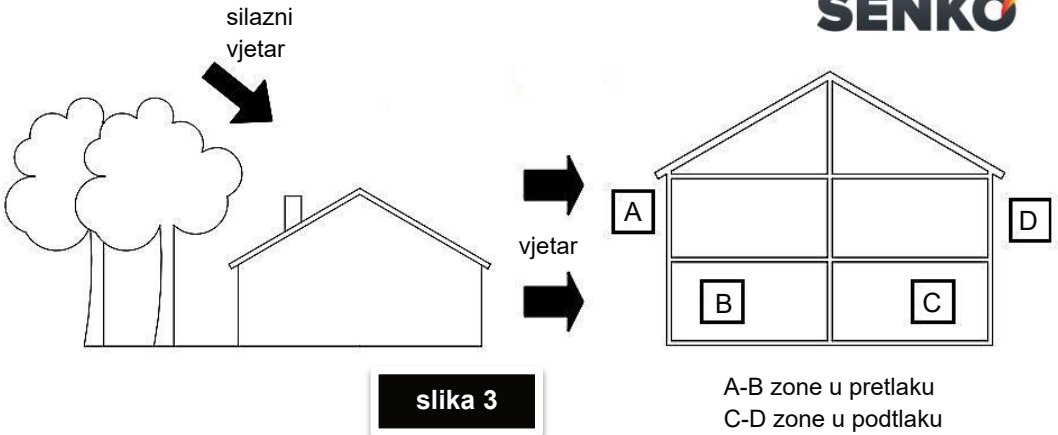 silazni
vjetar
SENKO
vjetar
A
B
C
D
slika 3
A-B zone u pretlaku
C-D zone u podtlaku